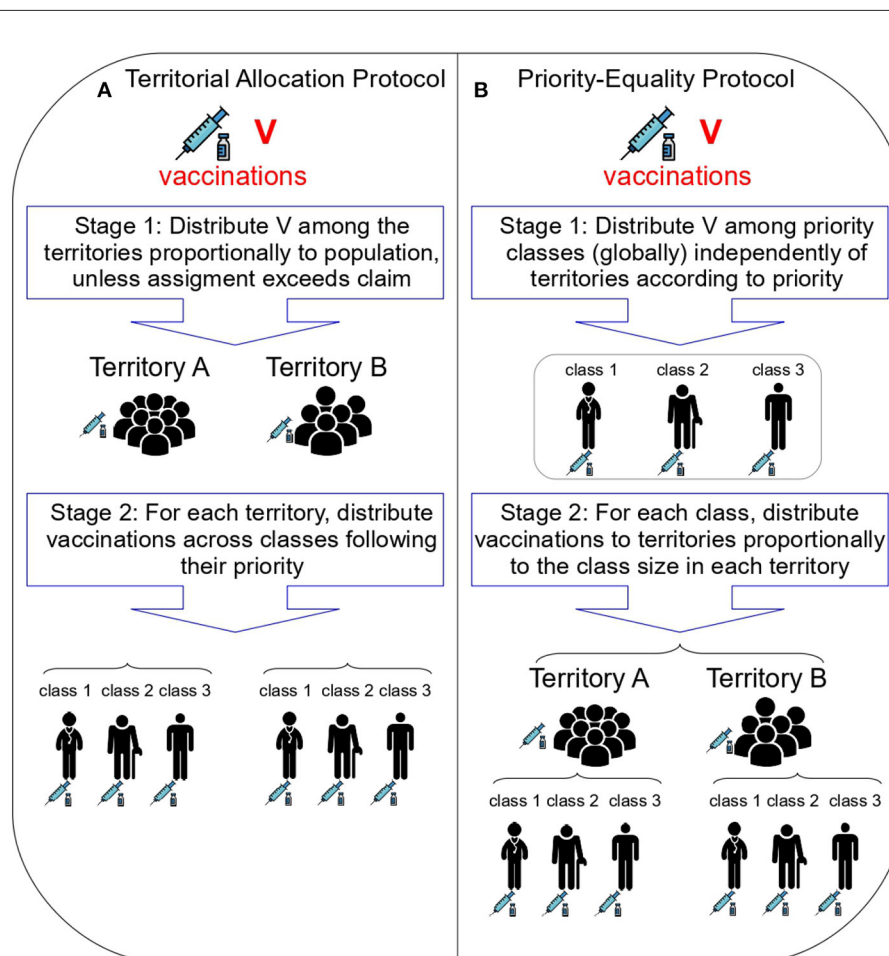 A Territorial Allocation Protocol
V
vaccinations
Stage 1: Distribute V among the
territories proportionally to population,
unless assigment exceeds claim
Territory A
Territory B
Stage 2: For each territory, distribute
vaccinations across classes following
their priority
class 1 class 2 class 3
class 1 class 2 class 3
B Priority-Equality Protocol
V
vaccinations
Stage 1: Distribute V among priority
classes (globally) independently of
territories according to priority
class 1 class 2 class 3
Stage 2: For each class, distribute
vaccinations to territories proportionally
to the class size in each territory
Territory A
Territory B
class 1 class 2 class 3
class 1 class 2 class 3